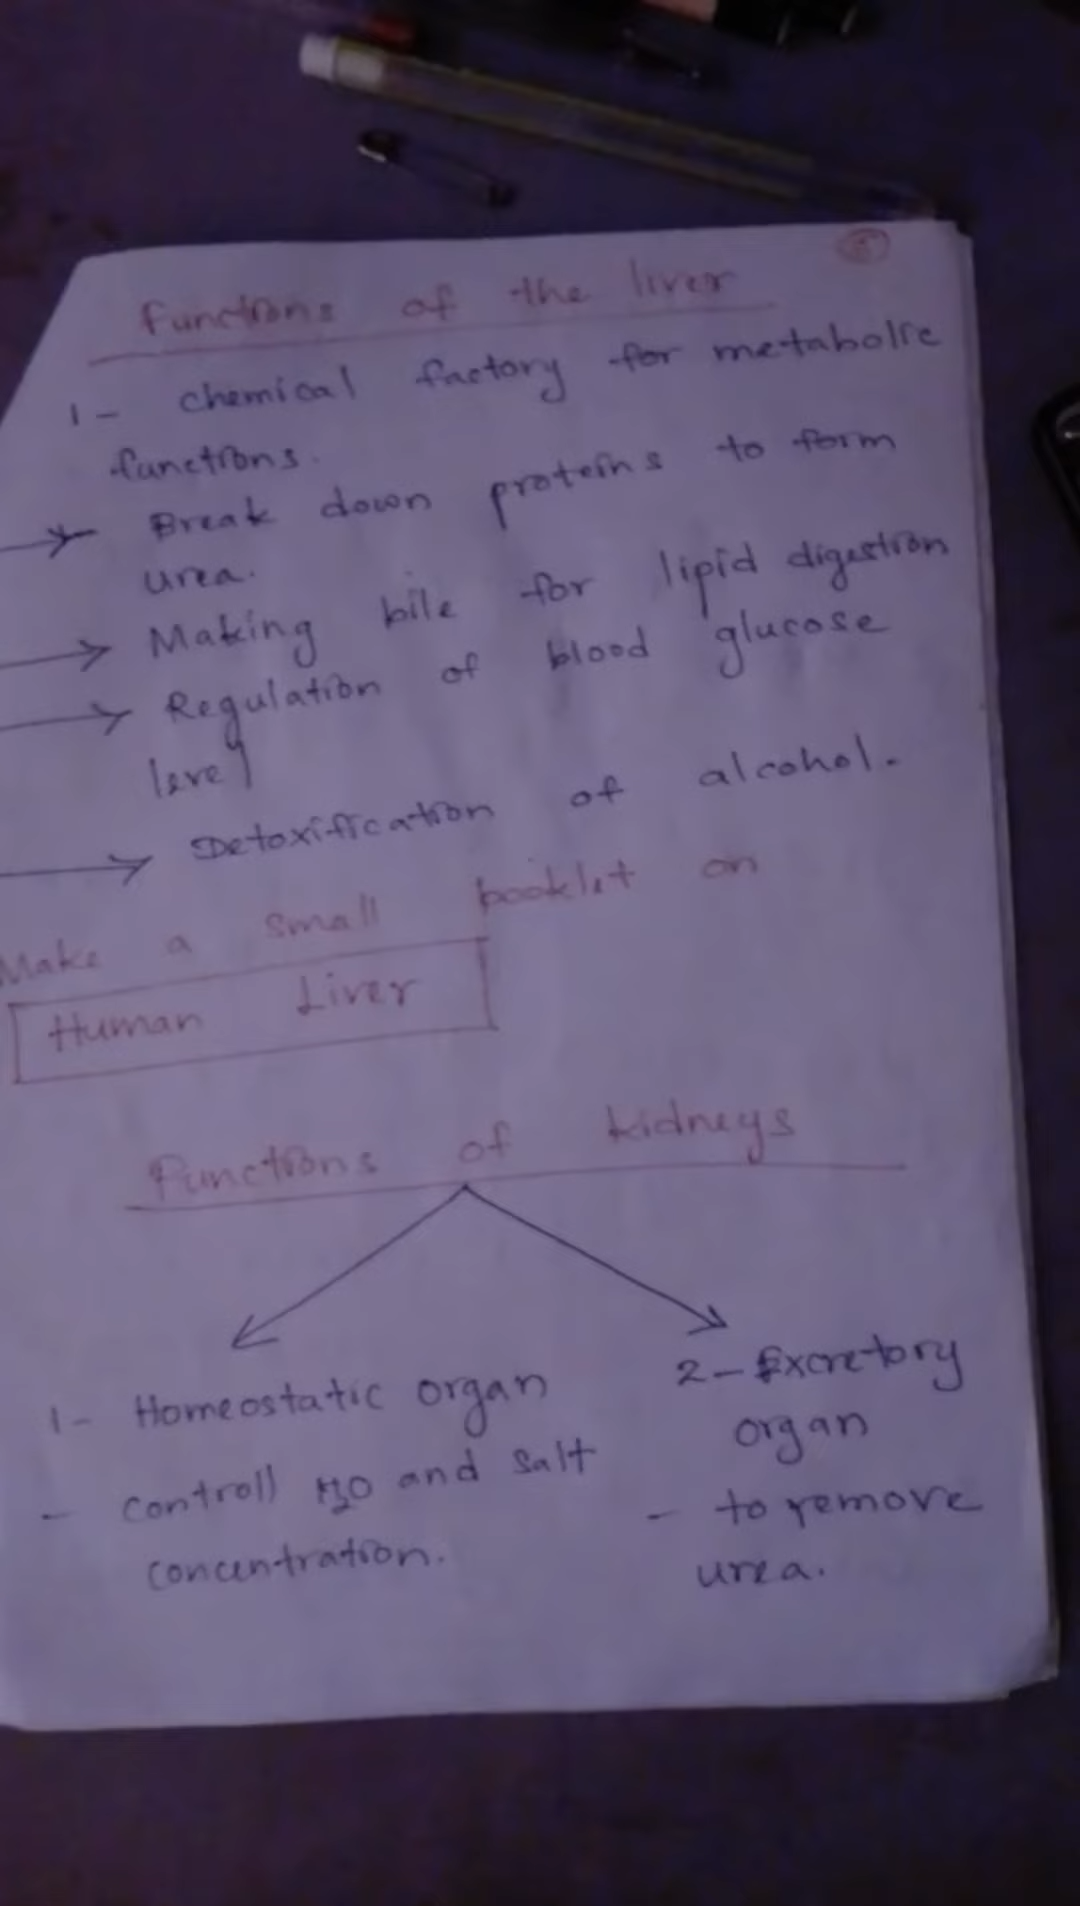 Functions of the liver
1- chemical factory for metabolic
functions.
Break down proteins to form
urea.
Making bile for lipid digestion
Regulation of blood glucose
level
Detoxification of alcohol.
Make a small booklet on
Human Liver
Functions of kidneys
1- Homeostatic organ
- controll H2O and salt
concentration.
2- Excretory
organ
- to remove
urea.